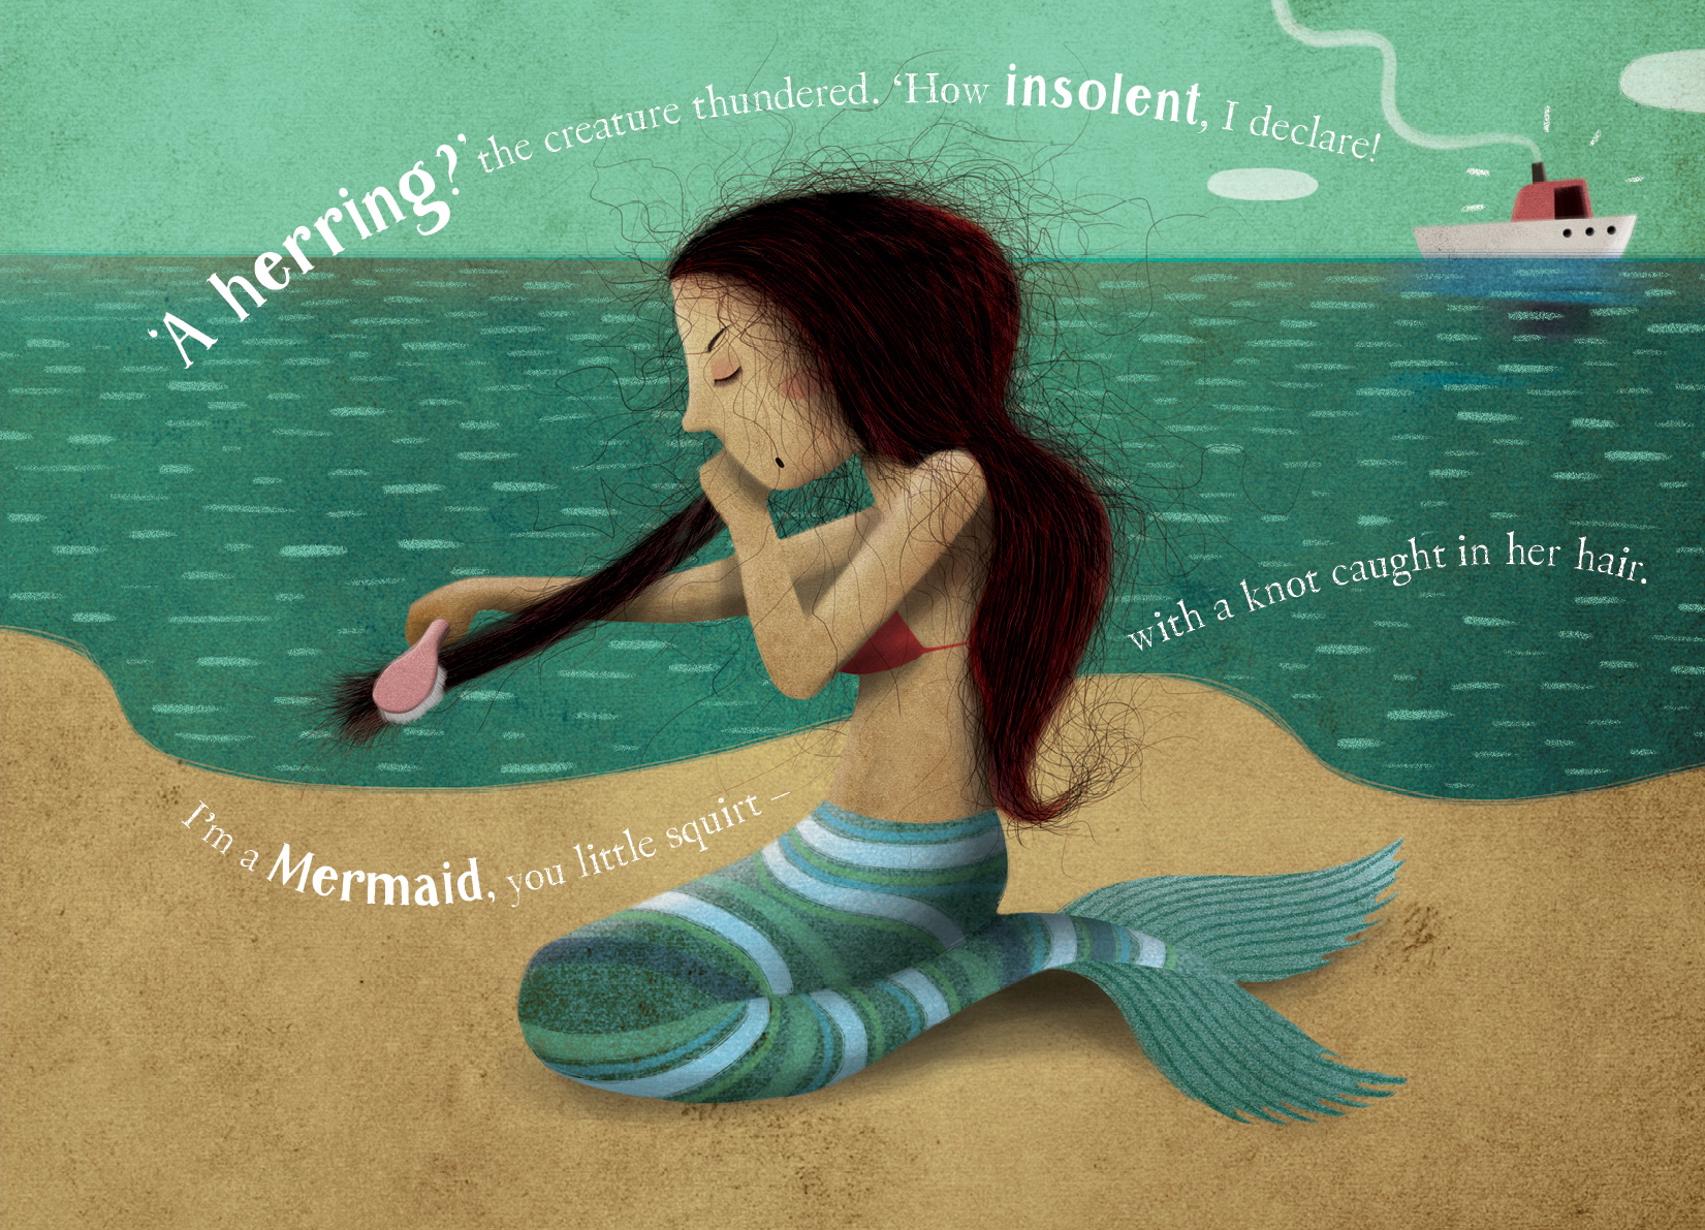 ‘A herring?’ the creature thundered. ‘How insolent, I declare!
I’m a Mermaid, you little squirt –
with a knot caught in her hair.